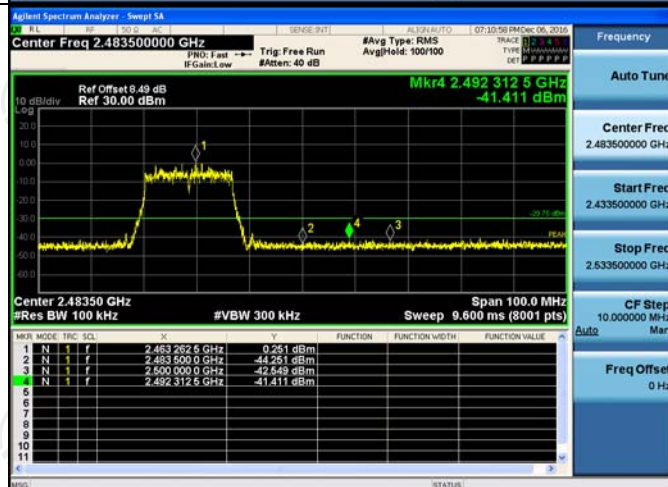 Agilent Spectrum Analyzer - Swept SA
RL RF 50 Ω AC SENSE:INT ALIGNAUTO 07:10:58 PM Dec 06, 2016
Center Freq 2.483500000 GHz
PNO: Fast
IFGain:Low
Trig: Free Run
#Atten: 40 dB
#Avg Type: RMS
Avg|Hold: 100/100
TRACE 1 2 3 4 5 6
TYPE
DET P P P P P P
Frequency
Auto Tune
Center Freq
2.483500000 GHz
Start Freq
2.433500000 GHz
Stop Freq
2.533500000 GHz
CF Step
10.000000 MHz
Auto Man
Freq Offset
0 Hz
Mkr4 2.492 312 5 GHz
-41.411 dBm
Ref Offset 8.49 dB
10 dB/div Ref 30.00 dBm
Log
20.0
10.0
0.00
-10.0
-20.0
-30.0
-40.0
-50.0
-60.0
1
2
4
3
-29.75 dBm
PEAK
Center 2.48350 GHz Span 100.0 MHz
#Res BW 100 kHz #VBW 300 kHz Sweep 9.600 ms (8001 pts)
MKR MODE TRC SCL X Y FUNCTION FUNCTION WIDTH FUNCTION VALUE
1 N 1 f 2.463 262 5 GHz 0.251 dBm
2 N 1 f 2.483 500 0 GHz -44.251 dBm
3 N 1 f 2.500 000 0 GHz -42.549 dBm
4 N 1 f 2.492 312 5 GHz -41.411 dBm
5
6
7
8
9
10
11
MSG STATUS